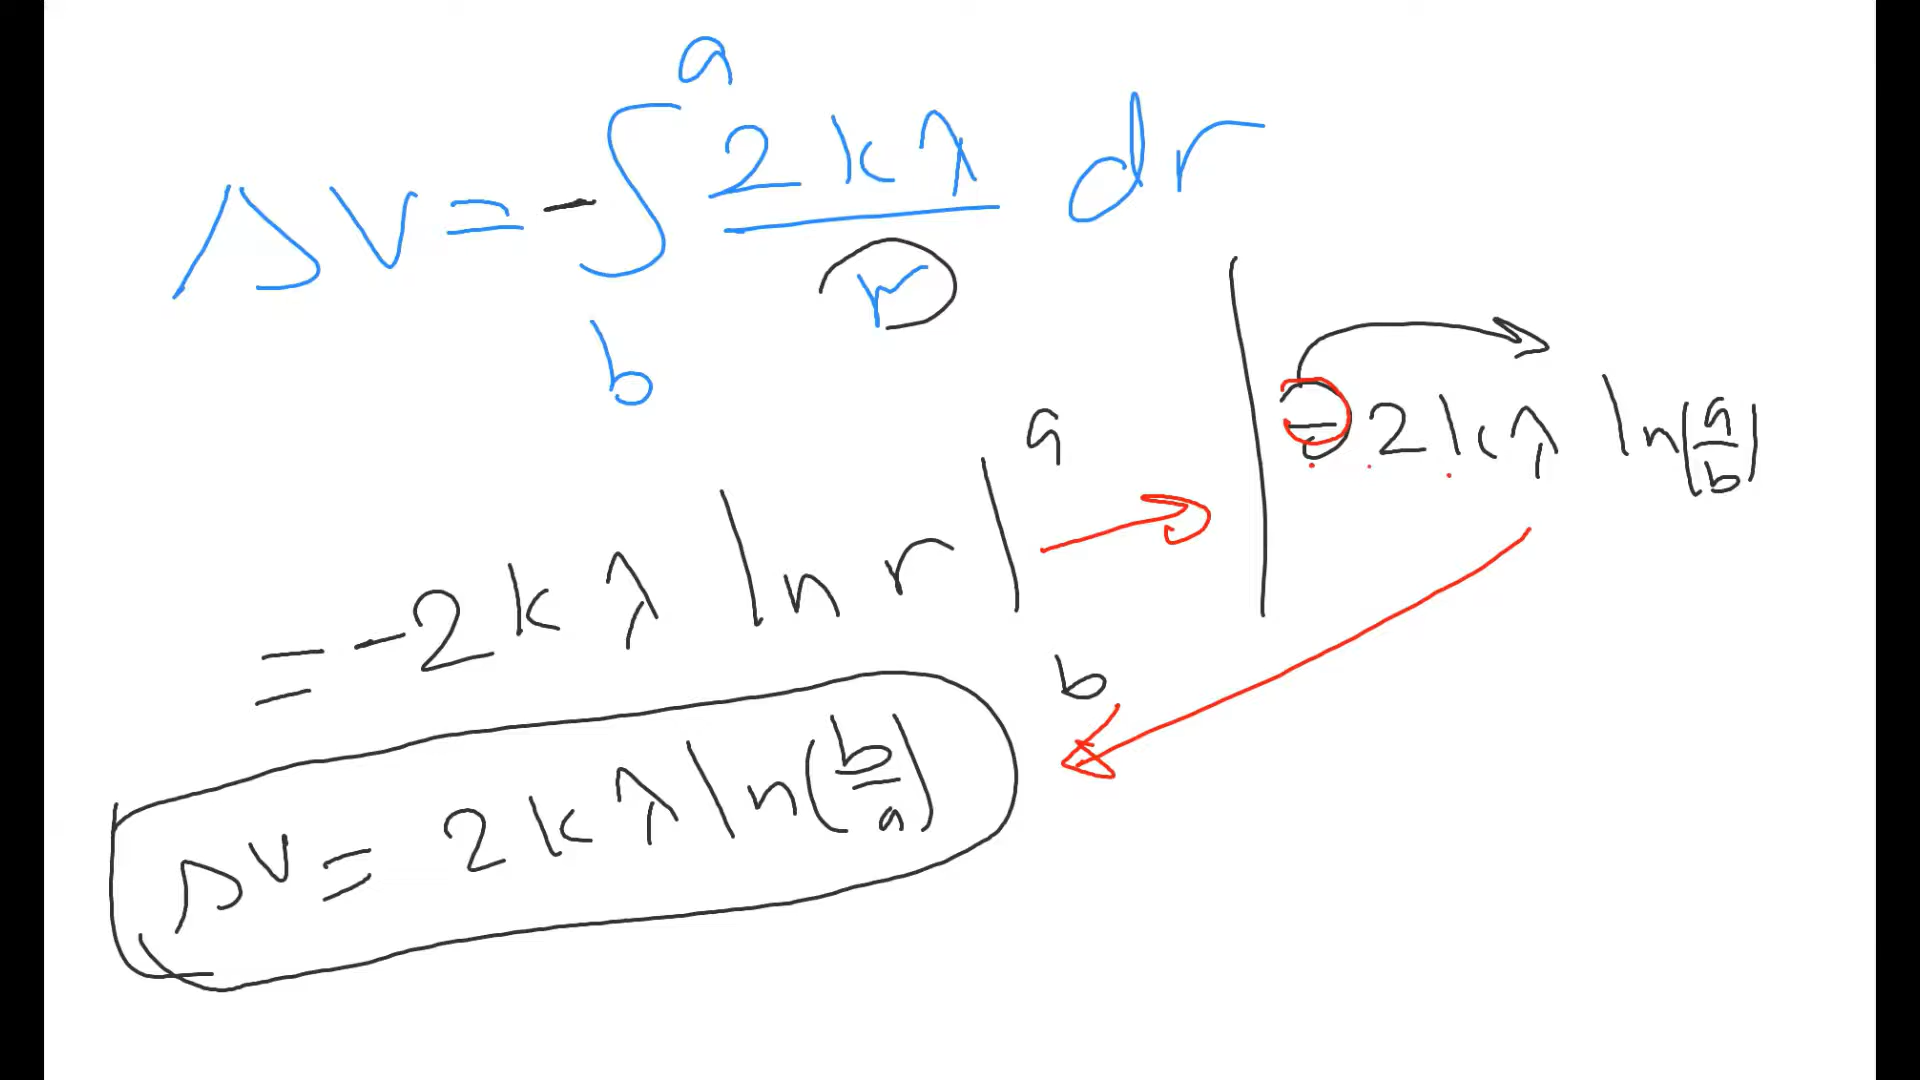 ΔV = -∫_b^a 2kλ/r dr
= -2kλ ln r |_b^a
-2kλ ln(a/b)
ΔV = 2kλ ln(b/a)